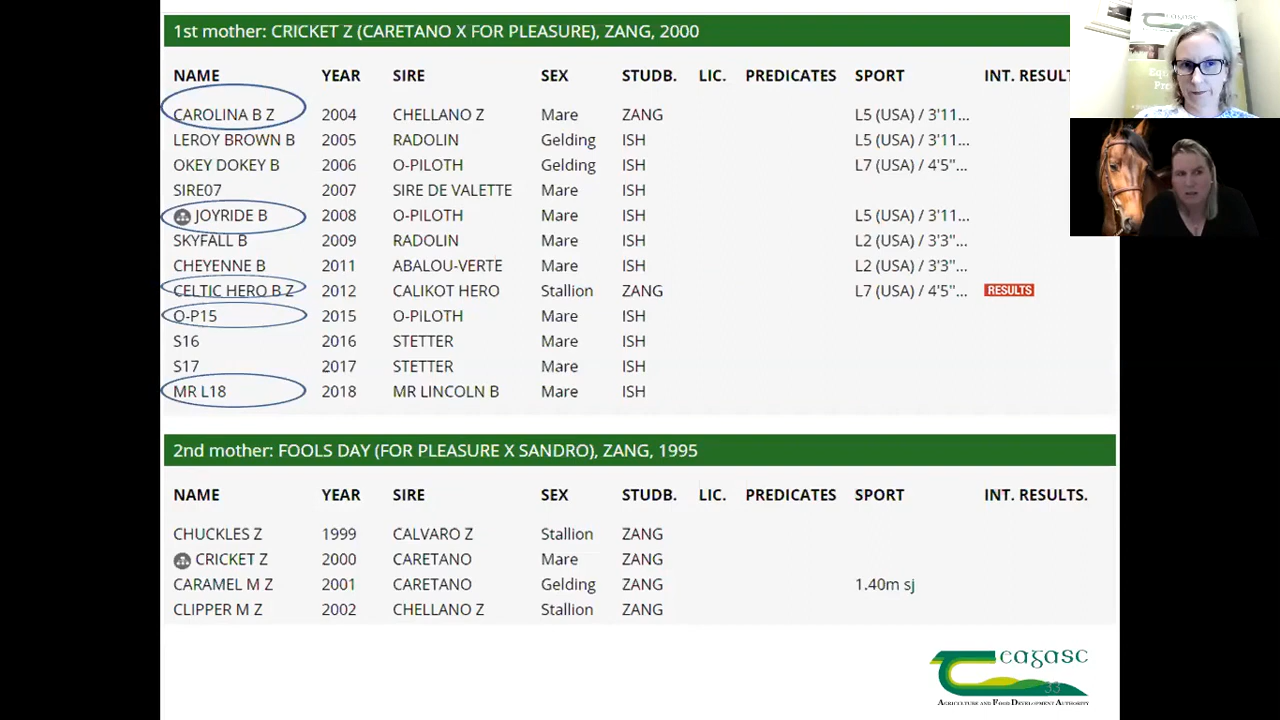 1st mother: CRICKET Z (CARETANO X FOR PLEASURE), ZANG, 2000
NAME YEAR SIRE SEX STUDB. LIC. PREDICATES SPORT INT. RESULT
CAROLINA B Z 2004 CHELLANO Z Mare ZANG L5 (USA) / 3'11...
LEROY BROWN B 2005 RADOLIN Gelding ISH L5 (USA) / 3'11...
OKEY DOKEY B 2006 O-PILOTH Gelding ISH L7 (USA) / 4'5"...
SIRE07 2007 SIRE DE VALETTE Mare ISH
JOYRIDE B 2008 O-PILOTH Mare ISH L5 (USA) / 3'11...
SKYFALL B 2009 RADOLIN Mare ISH L2 (USA) / 3'3"...
CHEYENNE B 2011 ABALOU-VERTE Mare ISH L2 (USA) / 3'3"...
CELTIC HERO B Z 2012 CALIKOT HERO Stallion ZANG L7 (USA) / 4'5"... RESULTS
O-P15 2015 O-PILOTH Mare ISH
S16 2016 STETTER Mare ISH
S17 2017 STETTER Mare ISH
MR L18 2018 MR LINCOLN B Mare ISH
2nd mother: FOOLS DAY (FOR PLEASURE X SANDRO), ZANG, 1995
NAME YEAR SIRE SEX STUDB. LIC. PREDICATES SPORT INT. RESULTS.
CHUCKLES Z 1999 CALVARO Z Stallion ZANG
CRICKET Z 2000 CARETANO Mare ZANG
CARAMEL M Z 2001 CARETANO Gelding ZANG 1.40m sj
CLIPPER M Z 2002 CHELLANO Z Stallion ZANG
Teagasc
33
AGRICULTURE AND FOOD DEVELOPMENT AUTHORITY